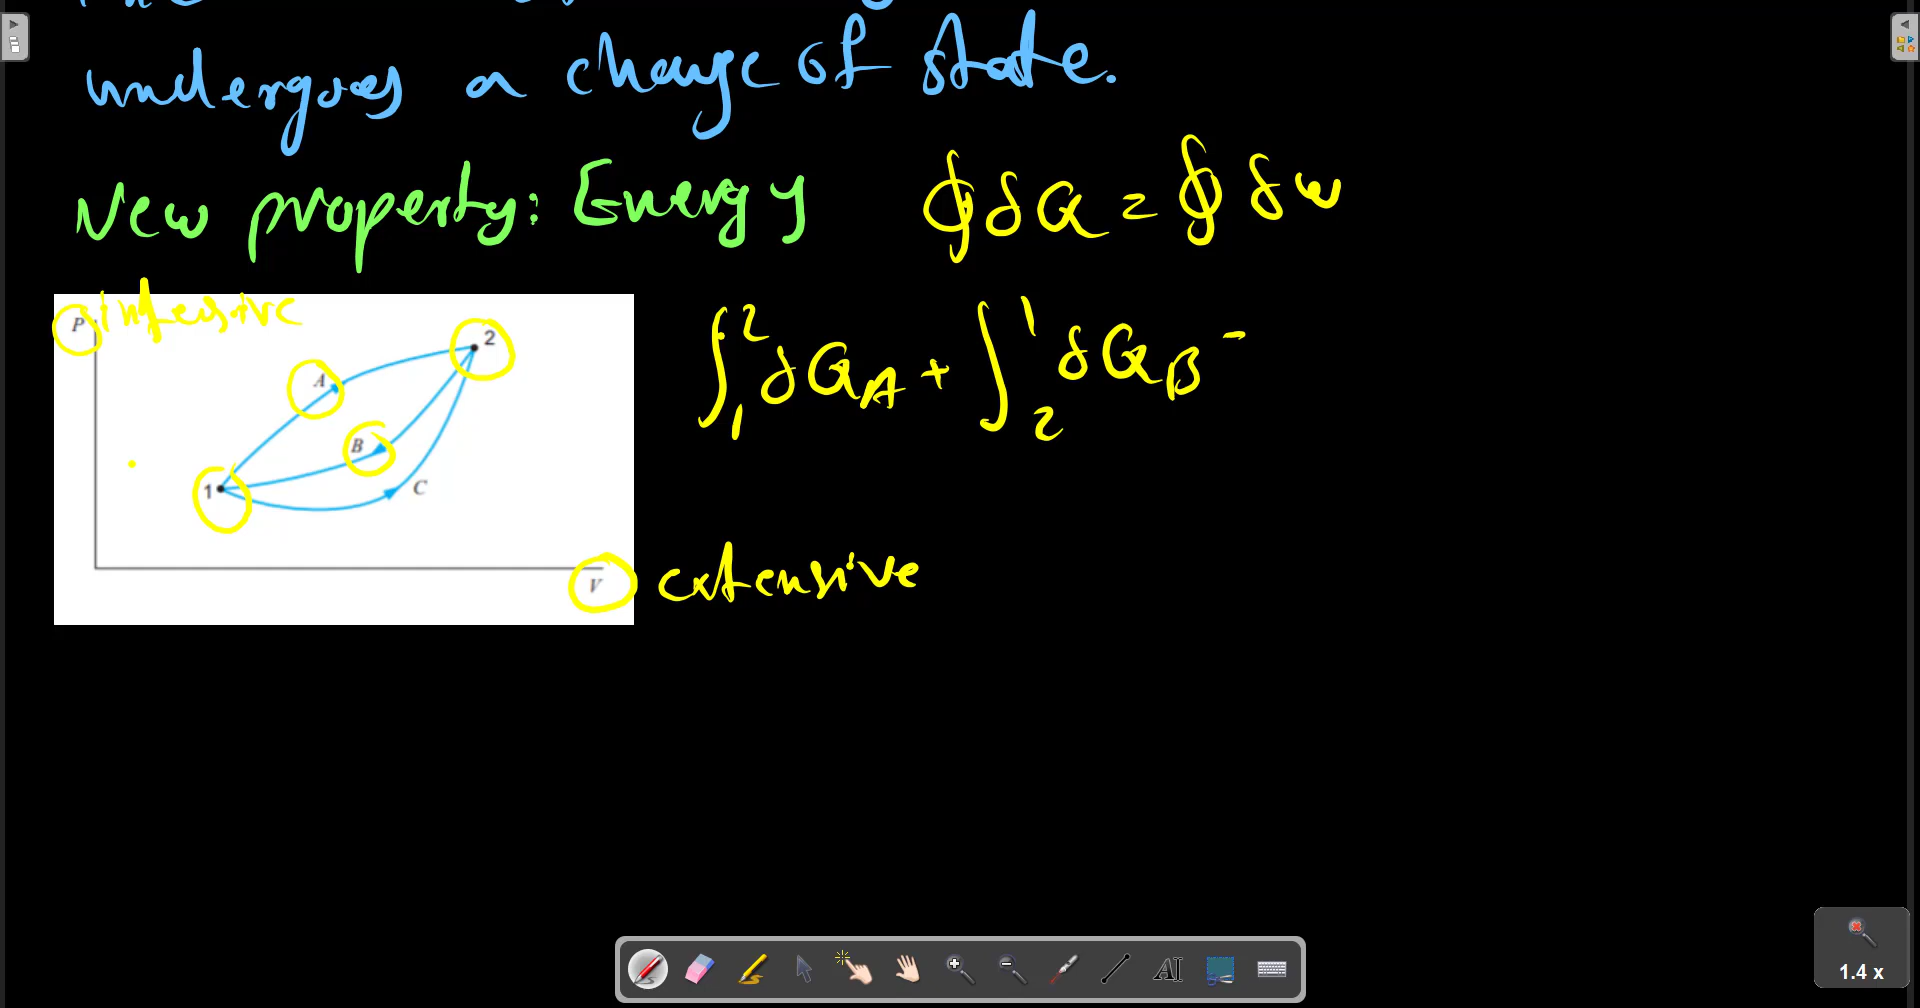 undergoes a change of state.
New property: Energy ∮δQ = ∮δw
P intensive
2
A
B
1
C
V extensive
∫₁² δQ_A + ∫₂¹ δQ_B =
AI
1.4 x